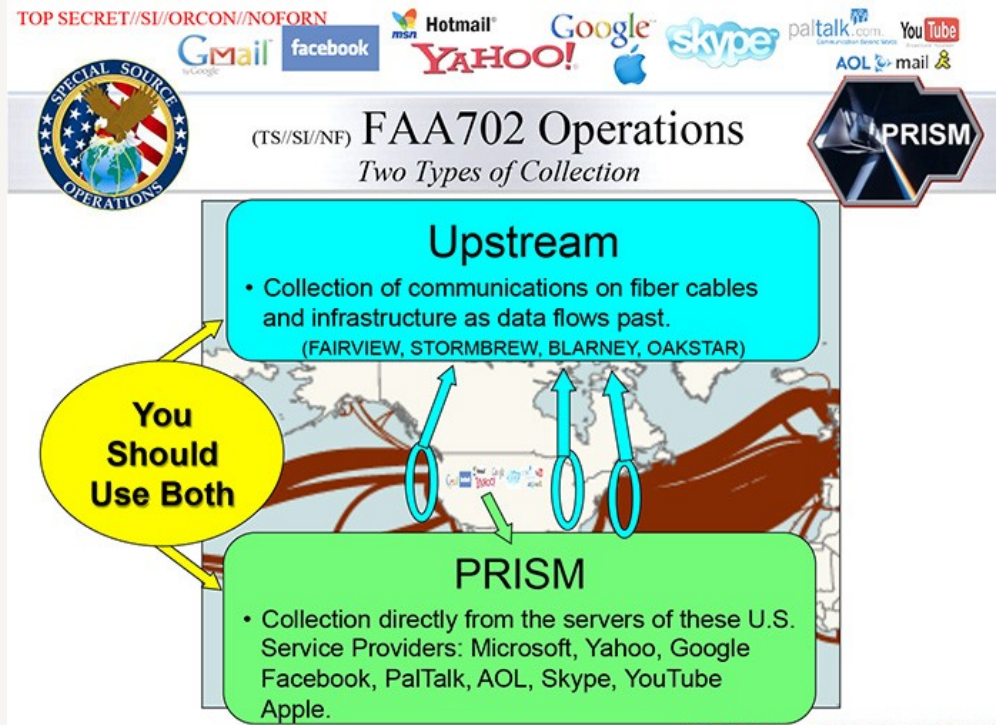 TOP SECRET//SI//ORCON//NOFORN
Gmail
by Google
facebook
msn Hotmail
YAHOO!
Google
skype
paltalk.com
YouTube
AOL mail
SPECIAL SOURCE
OPERATIONS
(TS//SI//NF) FAA702 Operations
Two Types of Collection
PRISM
Upstream
• Collection of communications on fiber cables
and infrastructure as data flows past.
(FAIRVIEW, STORMBREW, BLARNEY, OAKSTAR)
You
Should
Use Both
PRISM
• Collection directly from the servers of these U.S.
Service Providers: Microsoft, Yahoo, Google
Facebook, PalTalk, AOL, Skype, YouTube
Apple.